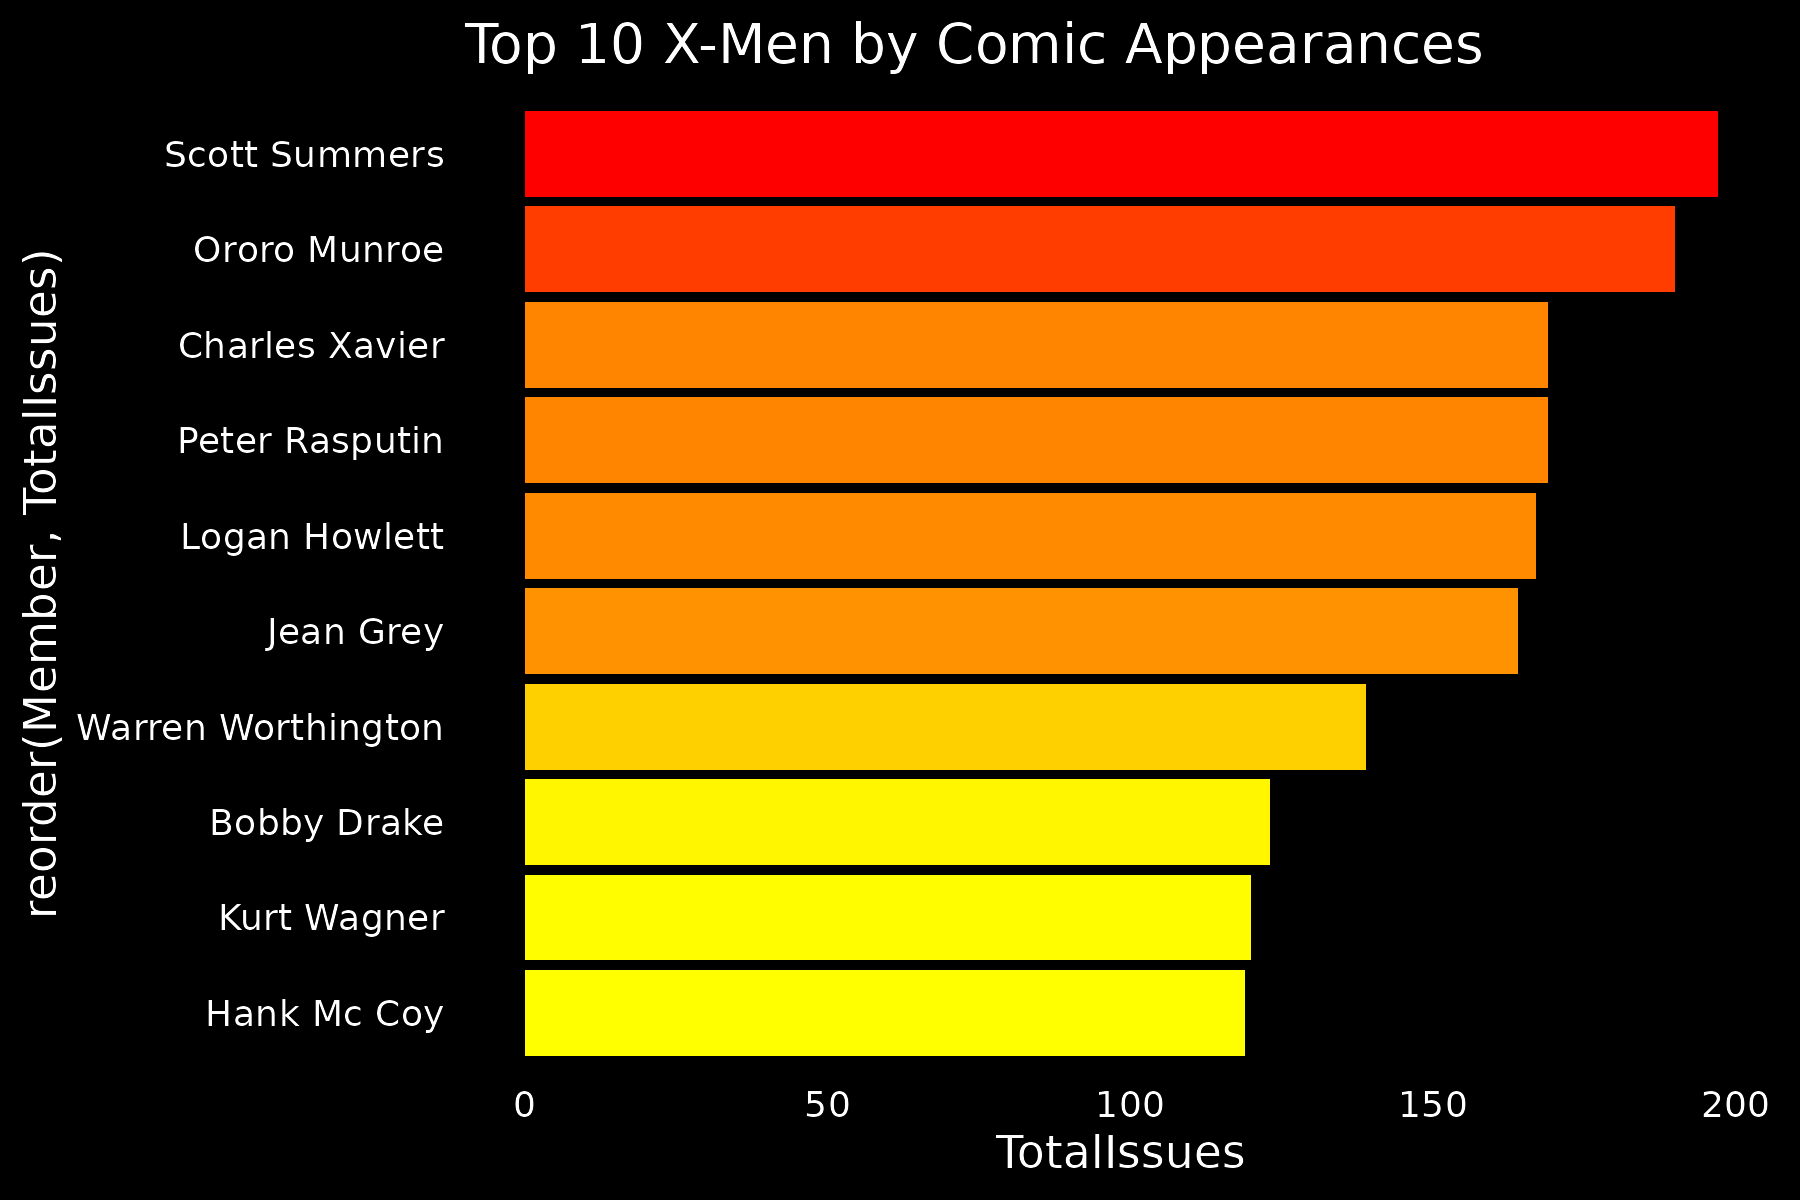 Top 10 X-Men by Comic Appearances
reorder(Member, TotalIssues)
Scott Summers
Ororo Munroe
Charles Xavier
Peter Rasputin
Logan Howlett
Jean Grey
Warren Worthington
Bobby Drake
Kurt Wagner
Hank Mc Coy
0 50 100 150 200
TotalIssues